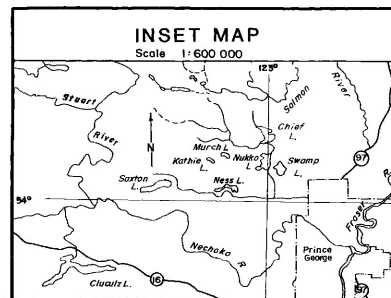 INSET MAP
Scale 1:600 000
123°
Stuart
River
Salmon
River
Chief
L.
Murch L.
Kathie L.
Nukko
L.
Swamp
L.
97
N
Saxton
L.
Ness L.
54°
Fraser
R.
Nechako R
Prince
George
Cluculz L.
16
97